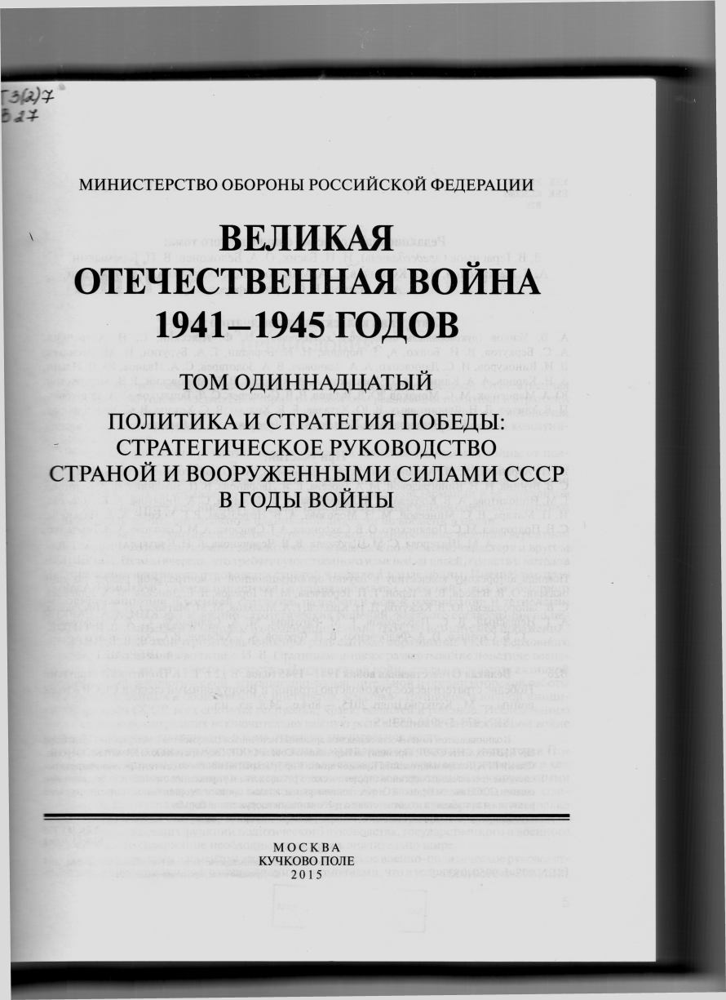 Т3(2)7
В27
МИНИСТЕРСТВО ОБОРОНЫ РОССИЙСКОЙ ФЕДЕРАЦИИ
ВЕЛИКАЯ
ОТЕЧЕСТВЕННАЯ ВОЙНА
1941–1945 ГОДОВ
ТОМ ОДИННАДЦАТЫЙ
ПОЛИТИКА И СТРАТЕГИЯ ПОБЕДЫ:
СТРАТЕГИЧЕСКОЕ РУКОВОДСТВО
СТРАНОЙ И ВООРУЖЕННЫМИ СИЛАМИ СССР
В ГОДЫ ВОЙНЫ
МОСКВА
КУЧКОВО ПОЛЕ
2015